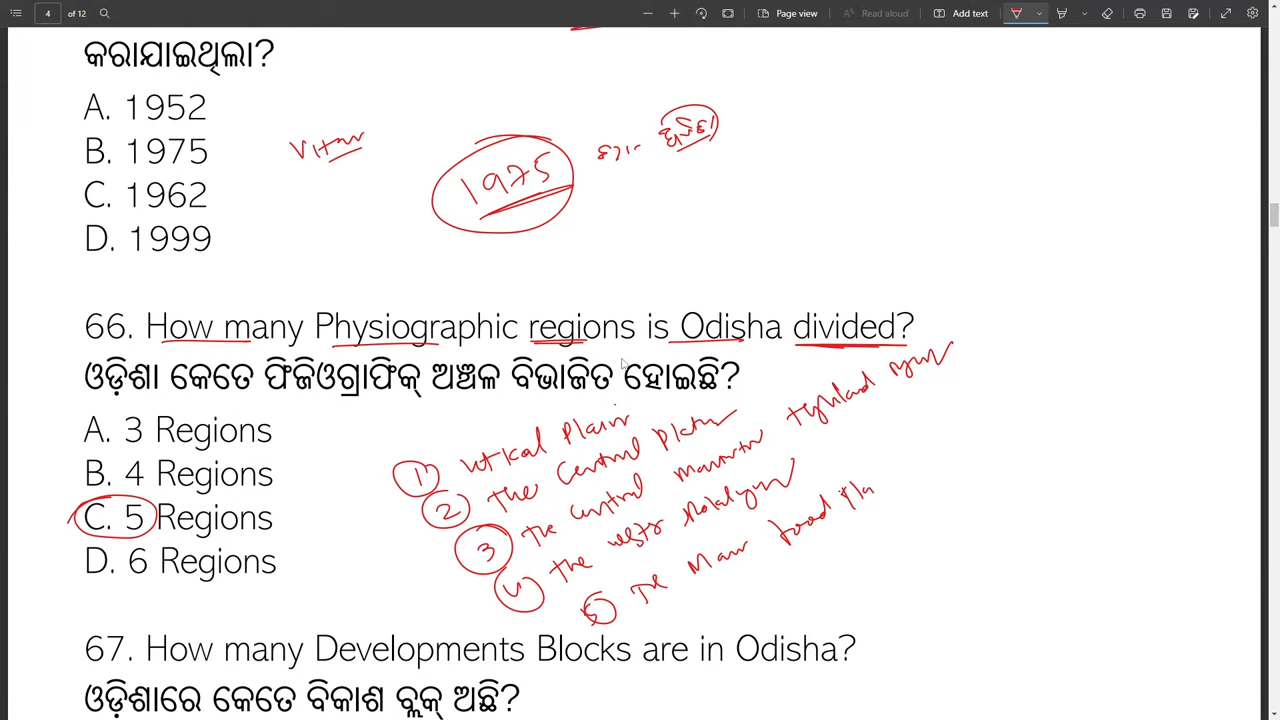 4 of 12
Page view
Read aloud
Add text
କରାଯାଇଥିଲା?
A. 1952
B. 1975
C. 1962
D. 1999
1975
66. How many Physiographic regions is Odisha divided?
ଓଡ଼ିଶା କେତେ ଫିଜିଓଗ୍ରାଫିକ୍ ଅଞ୍ଚଳ ବିଭାଜିତ ହୋଇଛି?
A. 3 Regions
B. 4 Regions
C. 5 Regions
D. 6 Regions
1 Utkal Plain
2 The Central
3 The central
The
5 The
67. How many Developments Blocks are in Odisha?
ଓଡ଼ିଶାରେ କେତେ ବିକାଶ ବ୍ଲକ୍ ଅଛି?